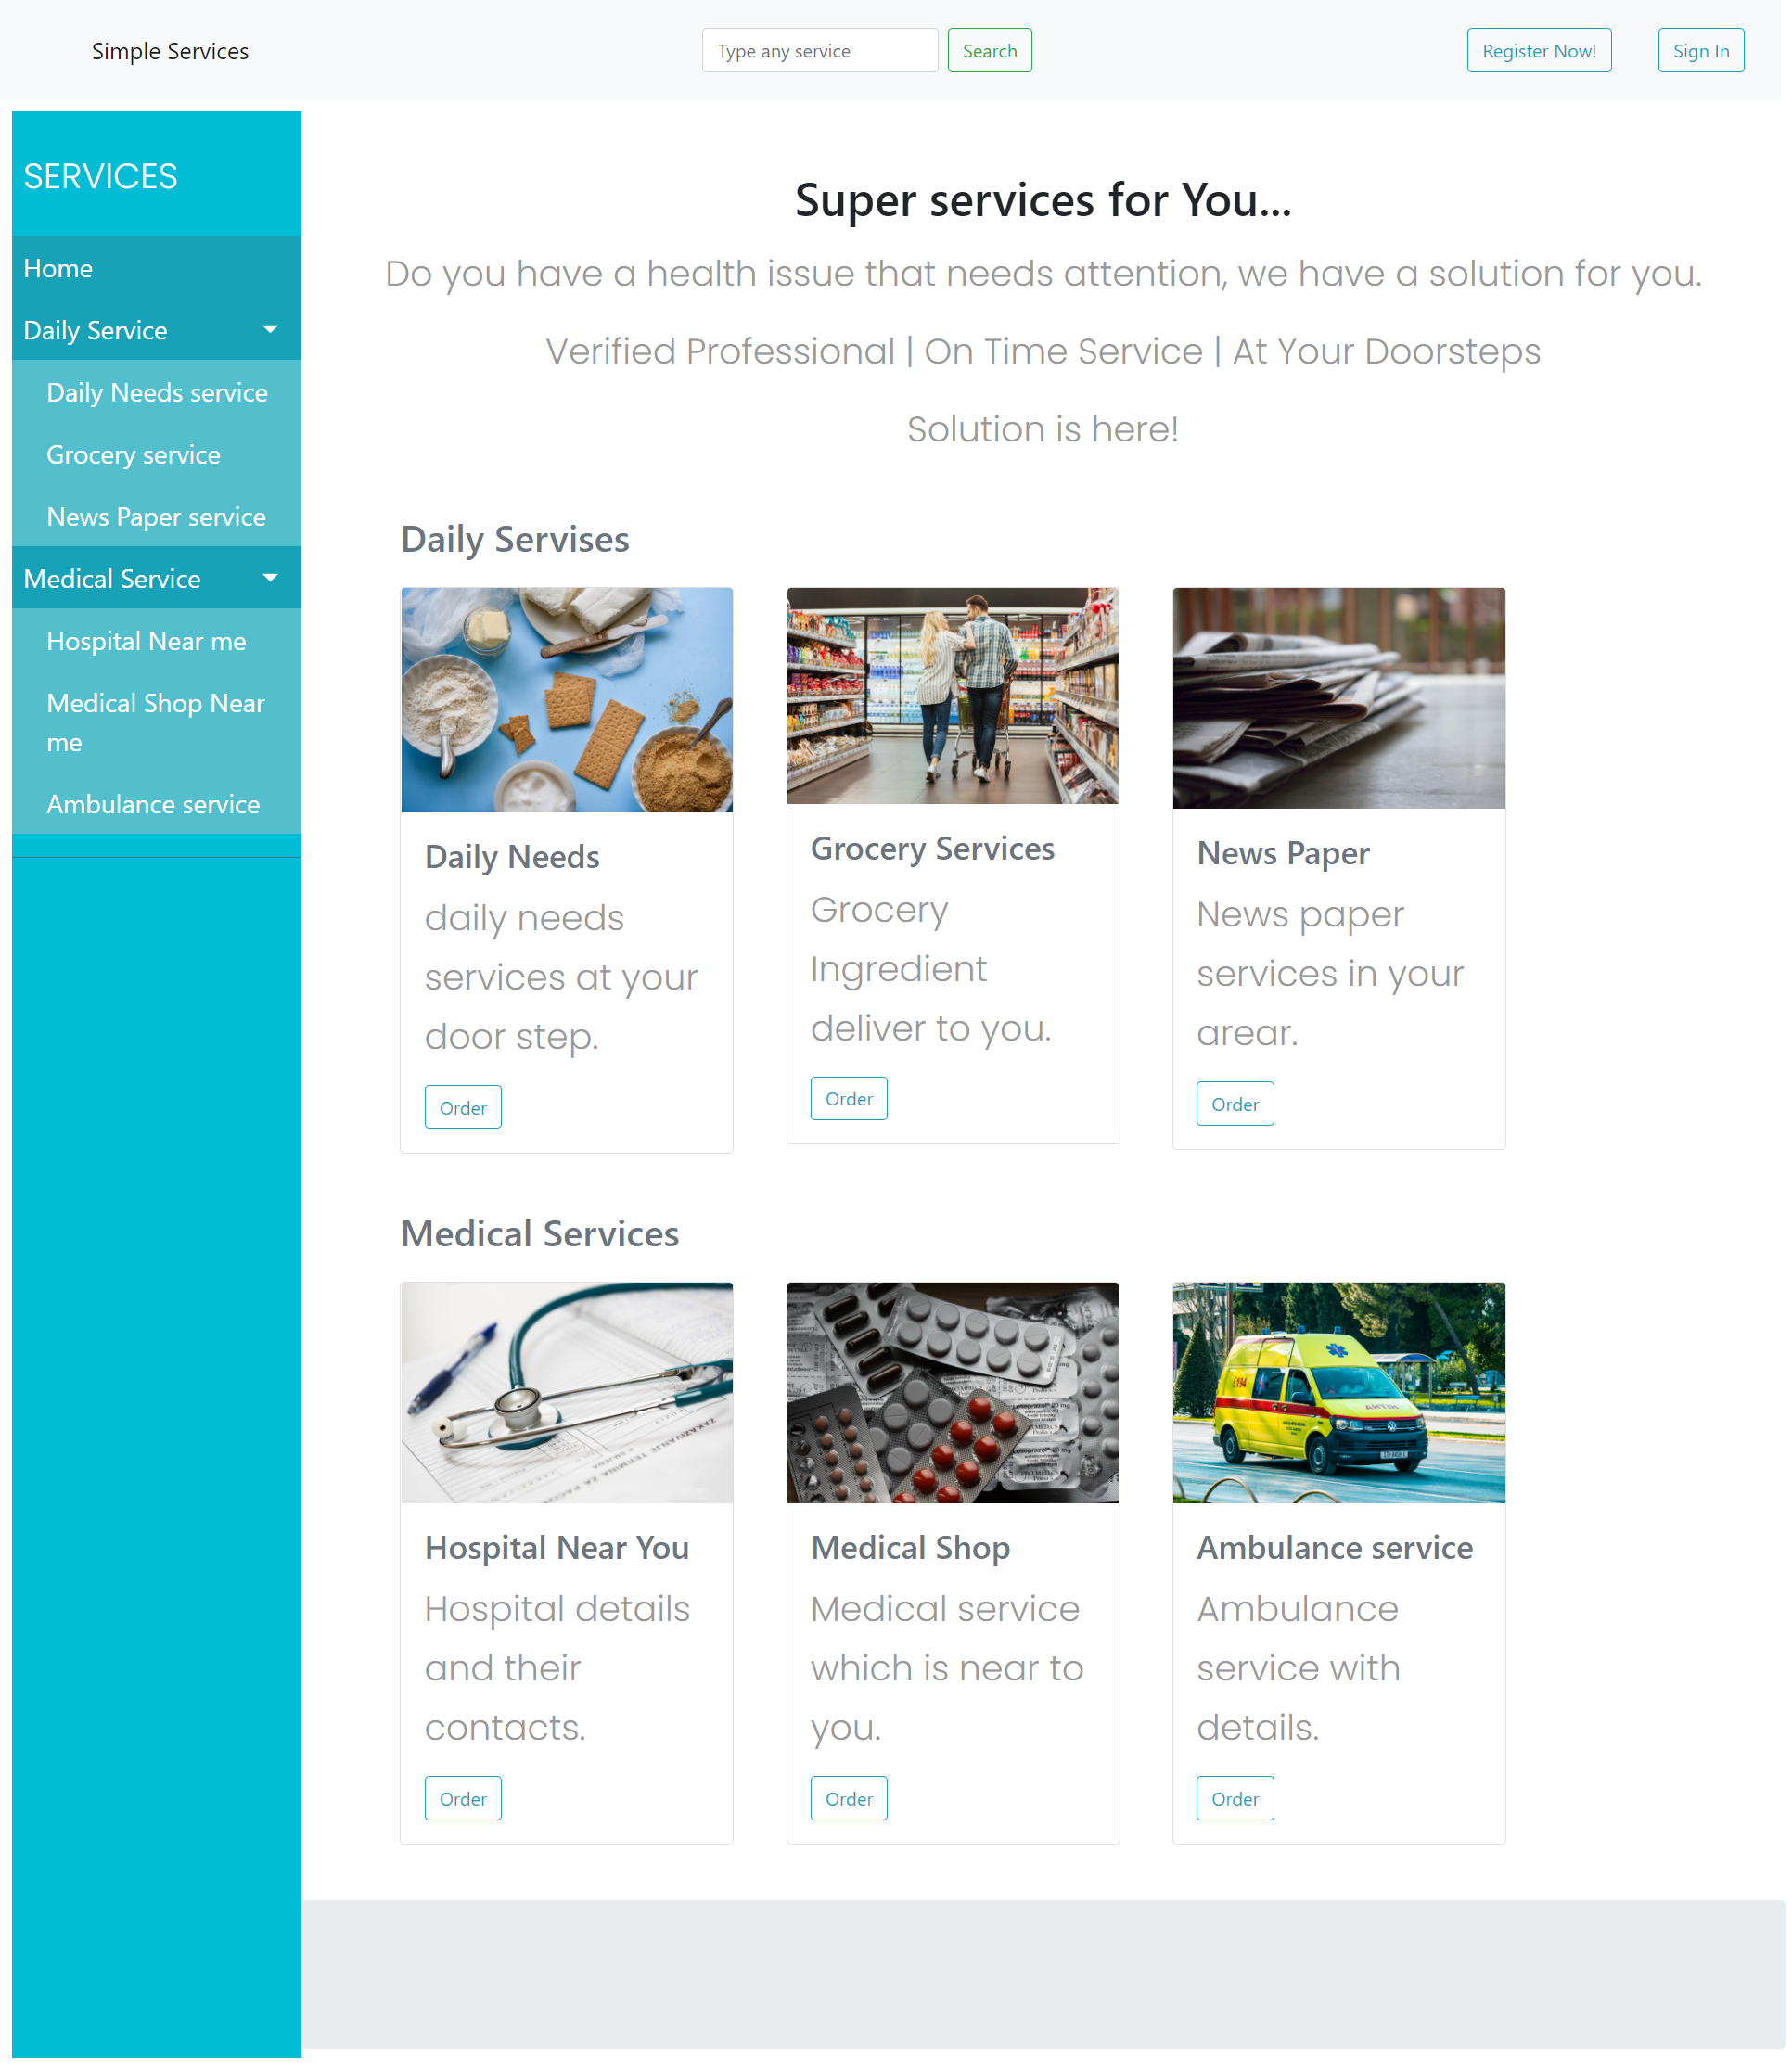 Simple Services
Type any service
Search
Register Now!
Sign In
SERVICES
Home
Daily Service
Daily Needs service
Grocery service
News Paper service
Medical Service
Hospital Near me
Medical Shop Near
me
Ambulance service
Super services for You...
Do you have a health issue that needs attention, we have a solution for you.
Verified Professional | On Time Service | At Your Doorsteps
Solution is here!
Daily Servises
Daily Needs
daily needs
services at your
door step.
Order
Grocery Services
Grocery
Ingredient
deliver to you.
Order
News Paper
News paper
services in your
arear.
Order
Medical Services
ZAKAZIVANJE TERMINA ZA
Hospital Near You
Hospital details
and their
contacts.
Order
Medical Shop
Medical service
which is near to
you.
Order
194
Ambulance service
Ambulance
service with
details.
Order